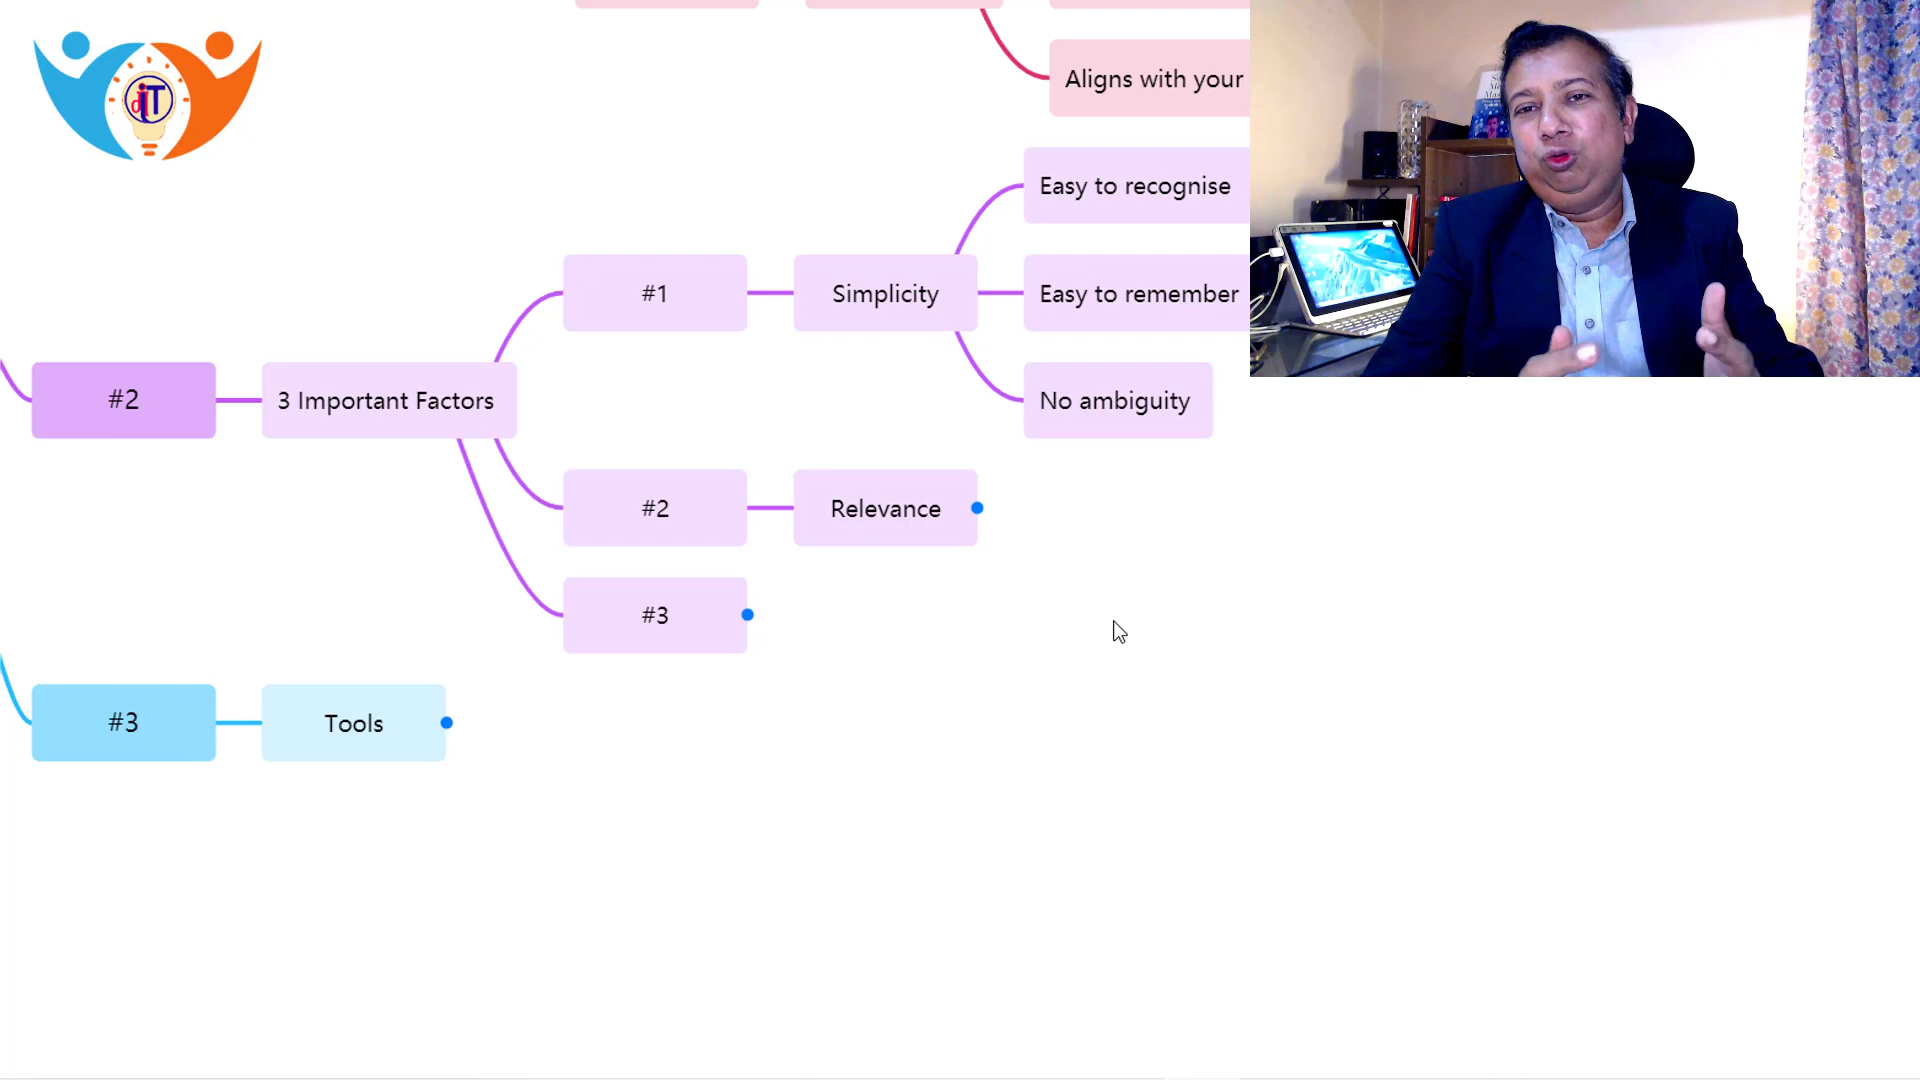 Aligns with your
Easy to recognise
#1
Simplicity
Easy to remember
#2
3 Important Factors
No ambiguity
#2
Relevance
#3
#3
Tools